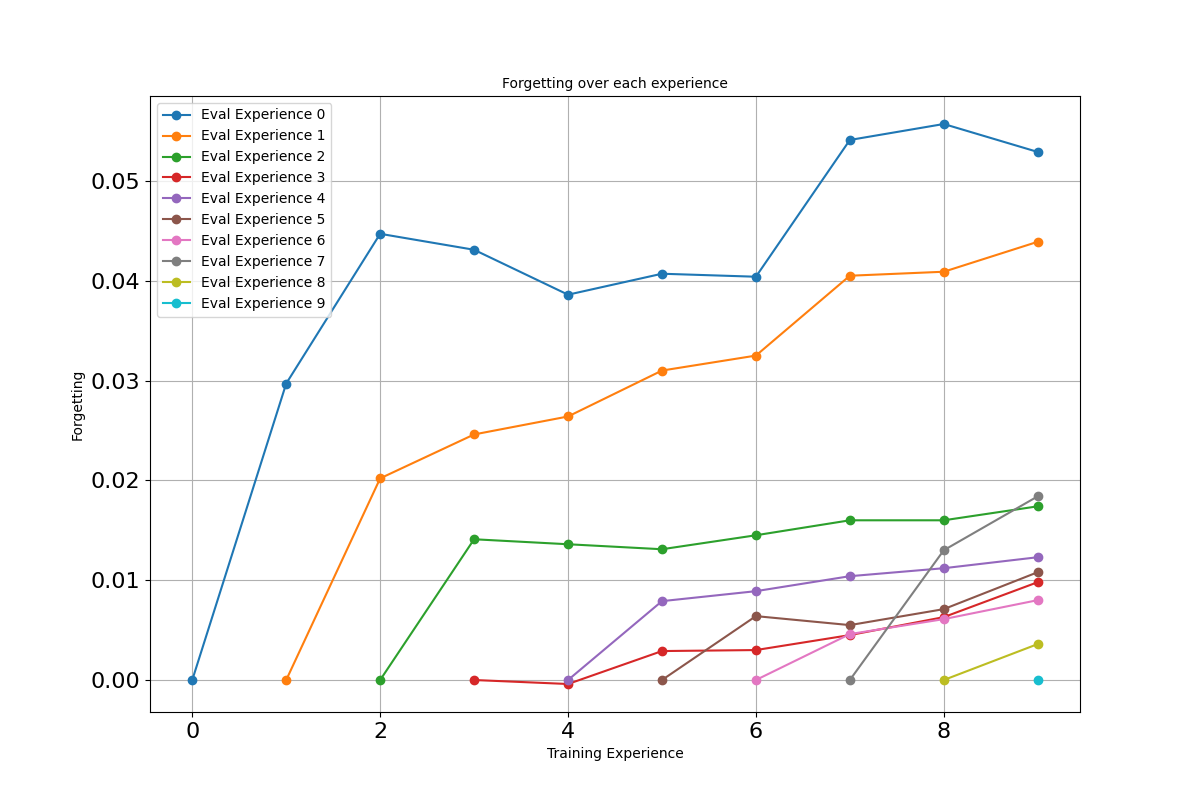 Forgetting over each experience
Eval Experience 0
Eval Experience 1
Eval Experience 2
Eval Experience 3
Eval Experience 4
Eval Experience 5
Eval Experience 6
Eval Experience 7
Eval Experience 8
Eval Experience 9
0.05
0.04
0.03
0.02
0.01
0.00
Forgetting
0 2 4 6 8
Training Experience